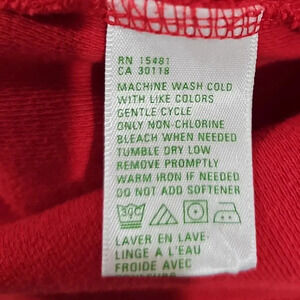 RN 15481
CA 30118
MACHINE WASH COLD
WITH LIKE COLORS
GENTLE CYCLE
ONLY NON-CHLORINE
BLEACH WHEN NEEDED
TUMBLE DRY LOW
REMOVE PROMPTLY
WARM IRON IF NEEDED
DO NOT ADD SOFTENER
30C
LAVER EN LAVE-
LINGE A L'EAU
FROIDE AVEC